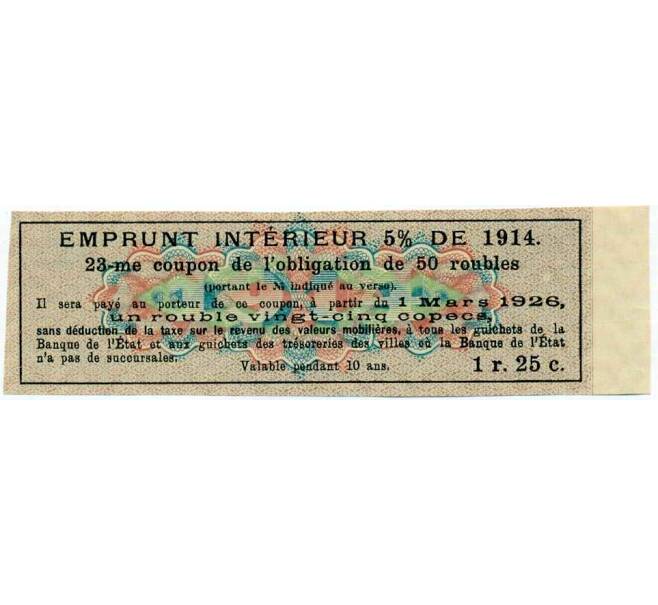 EMPRUNT INTÉRIEUR 5% DE 1914.
23-me coupon de l'obligation de 50 roubles
(portant le № indiqué au verso).
Il sera payé au porteur de ce coupon, à partir du 1 Mars 1926,
un rouble vingt-cinq copecs,
sans déduction de la taxe sur le revenu des valeurs mobilières, à tous les guichets de la
Banque de l'État et aux guichets des trésoreries des villes où la Banque de l'État
n'a pas de succursales.
Valable pendant 10 ans.
1 r. 25 c.